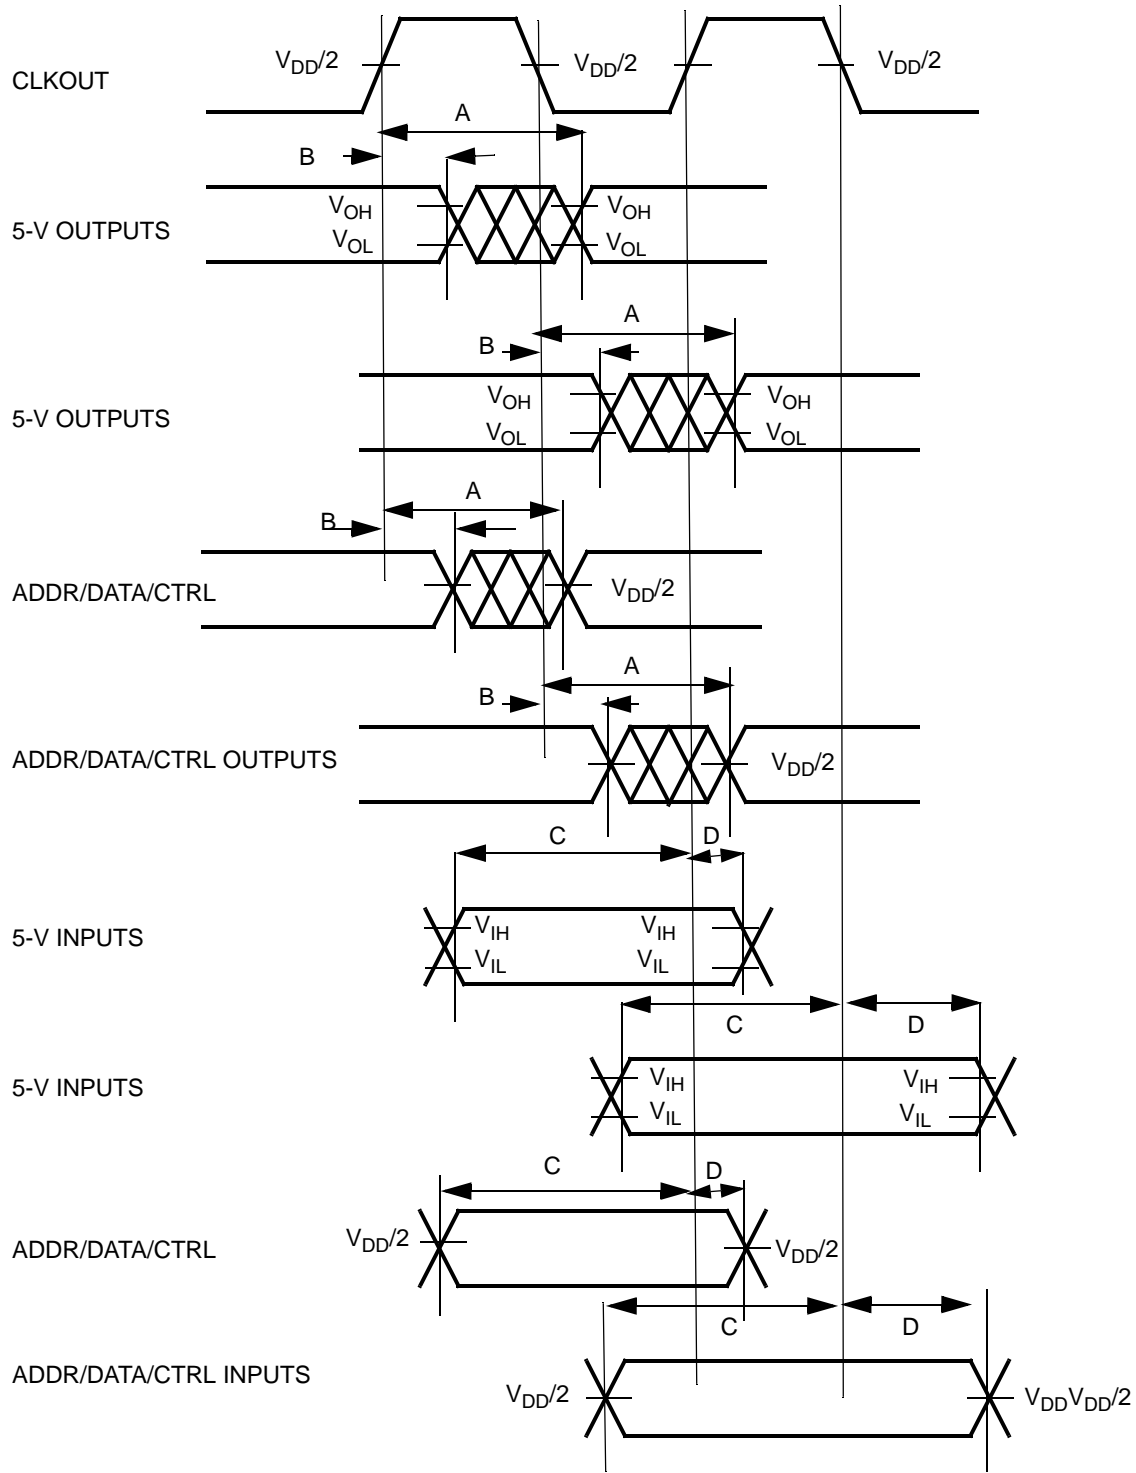 V_DD/2 V_DD/2 V_DD/2
CLKOUT
A
B
V_OH V_OH
5-V OUTPUTS
V_OL V_OL
A
B
V_OH V_OH
5-V OUTPUTS
V_OL V_OL
A
B
ADDR/DATA/CTRL V_DD/2
A
B
ADDR/DATA/CTRL OUTPUTS V_DD/2
C D
V_IH V_IH
5-V INPUTS
V_IL V_IL
C D
V_IH V_IH
5-V INPUTS
V_IL V_IL
C D
ADDR/DATA/CTRL V_DD/2 V_DD/2
C D
ADDR/DATA/CTRL INPUTS
V_DD/2 V_DDV_DD/2